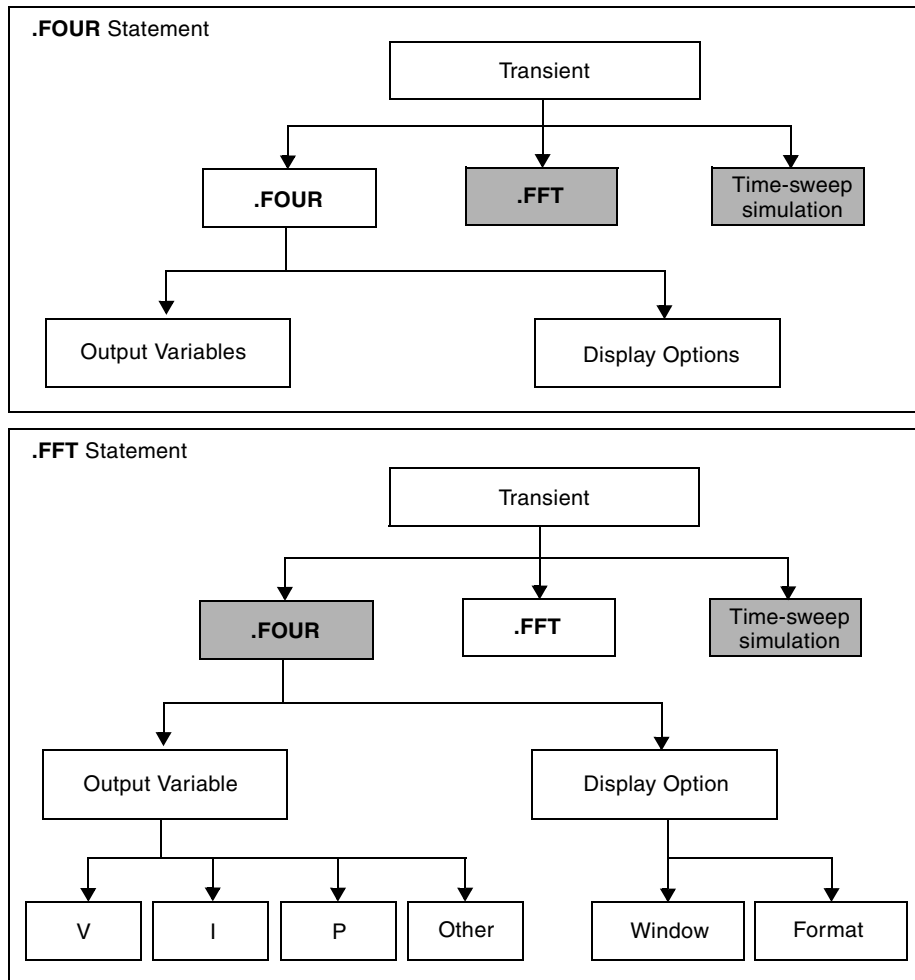 .FOUR Statement
Transient
.FOUR
.FFT
Time-sweep
simulation
Output Variables
Display Options
.FFT Statement
Transient
.FOUR
.FFT
Time-sweep
simulation
Output Variable
Display Option
V
I
P
Other
Window
Format